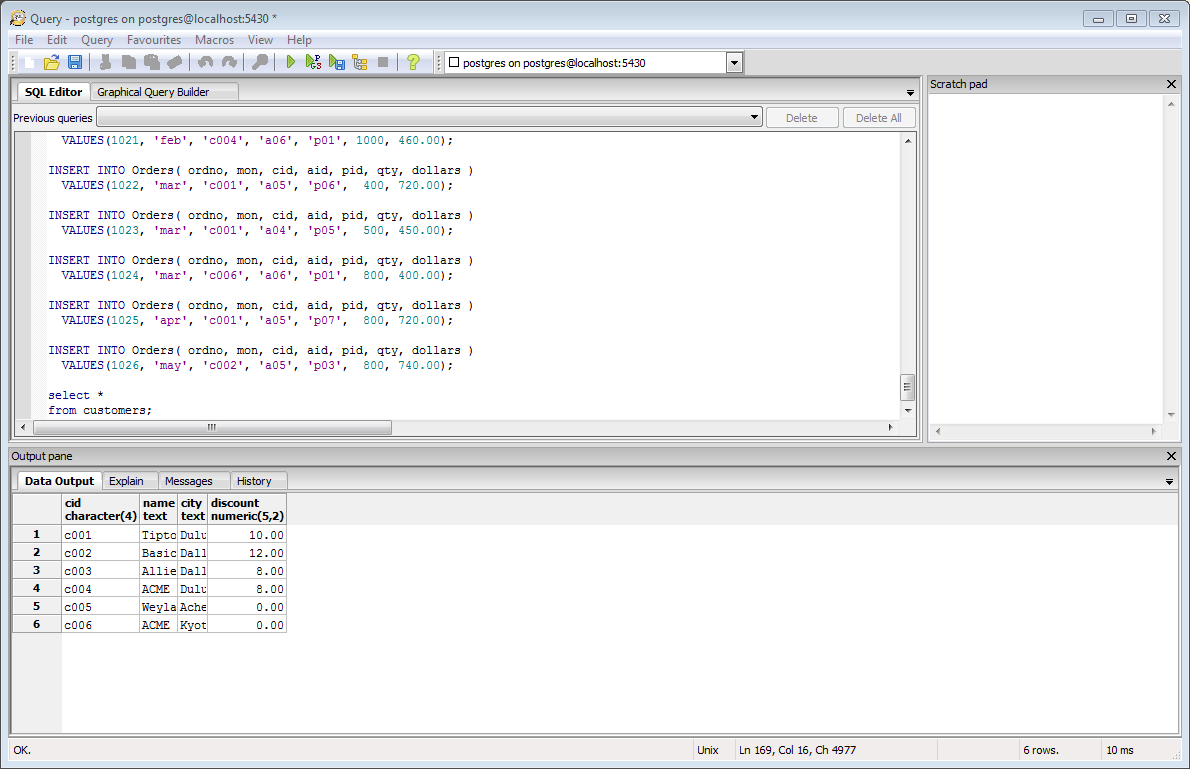 Query - postgres on postgres@localhost:5430 *
File Edit Query Favourites Macros View Help
postgres on postgres@localhost:5430
SQL Editor Graphical Query Builder
Scratch pad
Previous queries Delete Delete All
VALUES(1021, 'feb', 'c004', 'a06', 'p01', 1000, 460.00);
INSERT INTO Orders( ordno, mon, cid, aid, pid, qty, dollars )
VALUES(1022, 'mar', 'c001', 'a05', 'p06', 400, 720.00);
INSERT INTO Orders( ordno, mon, cid, aid, pid, qty, dollars )
VALUES(1023, 'mar', 'c001', 'a04', 'p05', 500, 450.00);
INSERT INTO Orders( ordno, mon, cid, aid, pid, qty, dollars )
VALUES(1024, 'mar', 'c006', 'a06', 'p01', 800, 400.00);
INSERT INTO Orders( ordno, mon, cid, aid, pid, qty, dollars )
VALUES(1025, 'apr', 'c001', 'a05', 'p07', 800, 720.00);
INSERT INTO Orders( ordno, mon, cid, aid, pid, qty, dollars )
VALUES(1026, 'may', 'c002', 'a05', 'p03', 800, 740.00);
select *
from customers;
Output pane
Data Output Explain Messages History
cid name city discount
character(4) text text numeric(5,2)
1 c001 Tipto Dulu 10.00
2 c002 Basic Dall 12.00
3 c003 Allie Dall 8.00
4 c004 ACME Dulu 8.00
5 c005 Weyla Ache 0.00
6 c006 ACME Kyot 0.00
OK. Unix Ln 169, Col 16, Ch 4977 6 rows. 10 ms